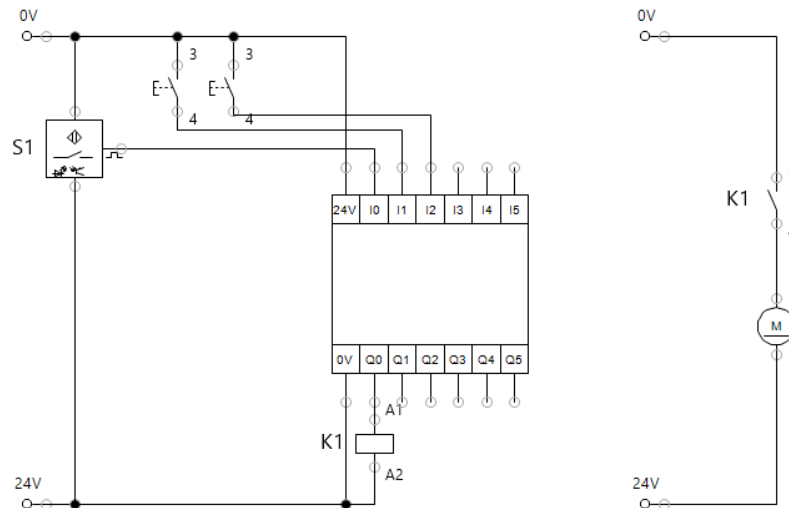 0V
0V
3
3
4
4
S1
24V I0 I1 I2 I3 I4 I5
K1
M
0V Q0 Q1 Q2 Q3 Q4 Q5
A1
K1
A2
24V
24V